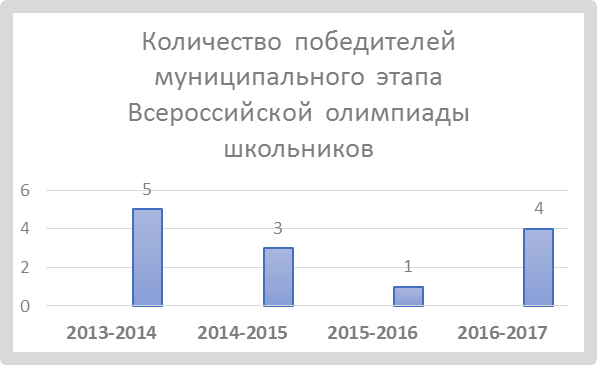 Количество победителей
муниципального этапа
Всероссийской олимпиады
школьников
6
4
2
0
5
3
1
4
2013-2014 2014-2015 2015-2016 2016-2017